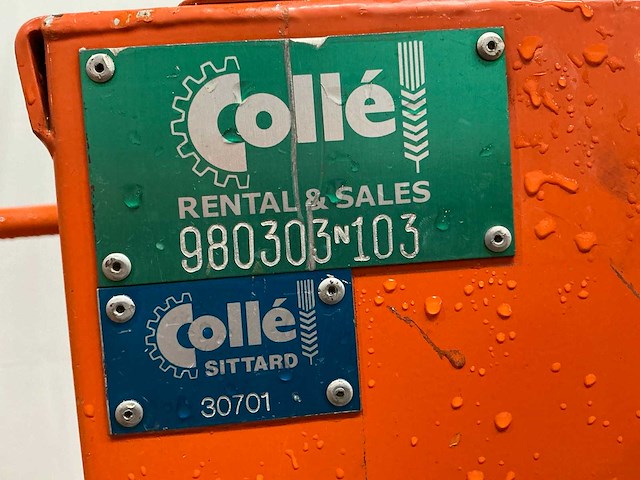 Collé
RENTAL & SALES
980303N103
Collé
SITTARD
30701